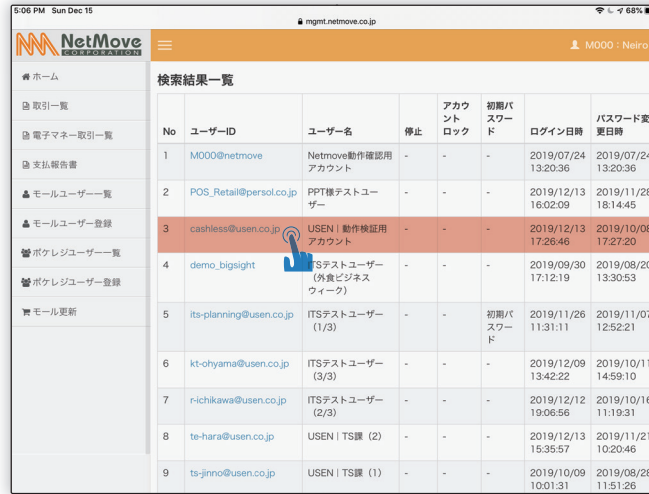 5:06 PM Sun Dec 15
68%
mgmt.netmove.co.jp
NetMove
CORPORATION
M000：Neiro
ホーム
取引一覧
電子マネー取引一覧
支払報告書
モールユーザー一覧
モールユーザー登録
ポケレジユーザー一覧
ポケレジユーザー登録
モール更新
検索結果一覧
No ユーザーID ユーザー名 停止 アカウントロック 初期パスワード ログイン日時 パスワード変更日時
1 M000@netmove Netmove動作確認用アカウント - - - 2019/07/24 13:20:36 2019/07/24 13:20:36
2 POS_Retail@persol.co.jp PPT様テストユーザー - - - 2019/12/13 16:02:09 2019/11/28 18:14:45
3 cashless@usen.co.jp USEN｜動作検証用アカウント - - - 2019/12/13 17:26:46 2019/10/08 17:27:20
4 demo_bigsight ITSテストユーザー（外食ビジネスウィーク） - - - 2019/09/30 17:12:19 2019/08/20 13:30:53
5 its-planning@usen.co.jp ITSテストユーザー（1/3） - - 初期パスワード 2019/11/26 11:31:11 2019/11/07 12:52:21
6 kt-ohyama@usen.co.jp ITSテストユーザー（3/3） - - - 2019/12/09 13:42:22 2019/10/11 14:59:10
7 r-ichikawa@usen.co.jp ITSテストユーザー（2/3） - - - 2019/12/12 19:06:56 2019/10/16 11:19:31
8 te-hara@usen.co.jp USEN｜TS課（2） - - - 2019/12/13 15:35:57 2019/11/21 10:20:46
9 ts-jinno@usen.co.jp USEN｜TS課（1） - - - 2019/10/09 10:01:31 2019/08/28 11:51:26